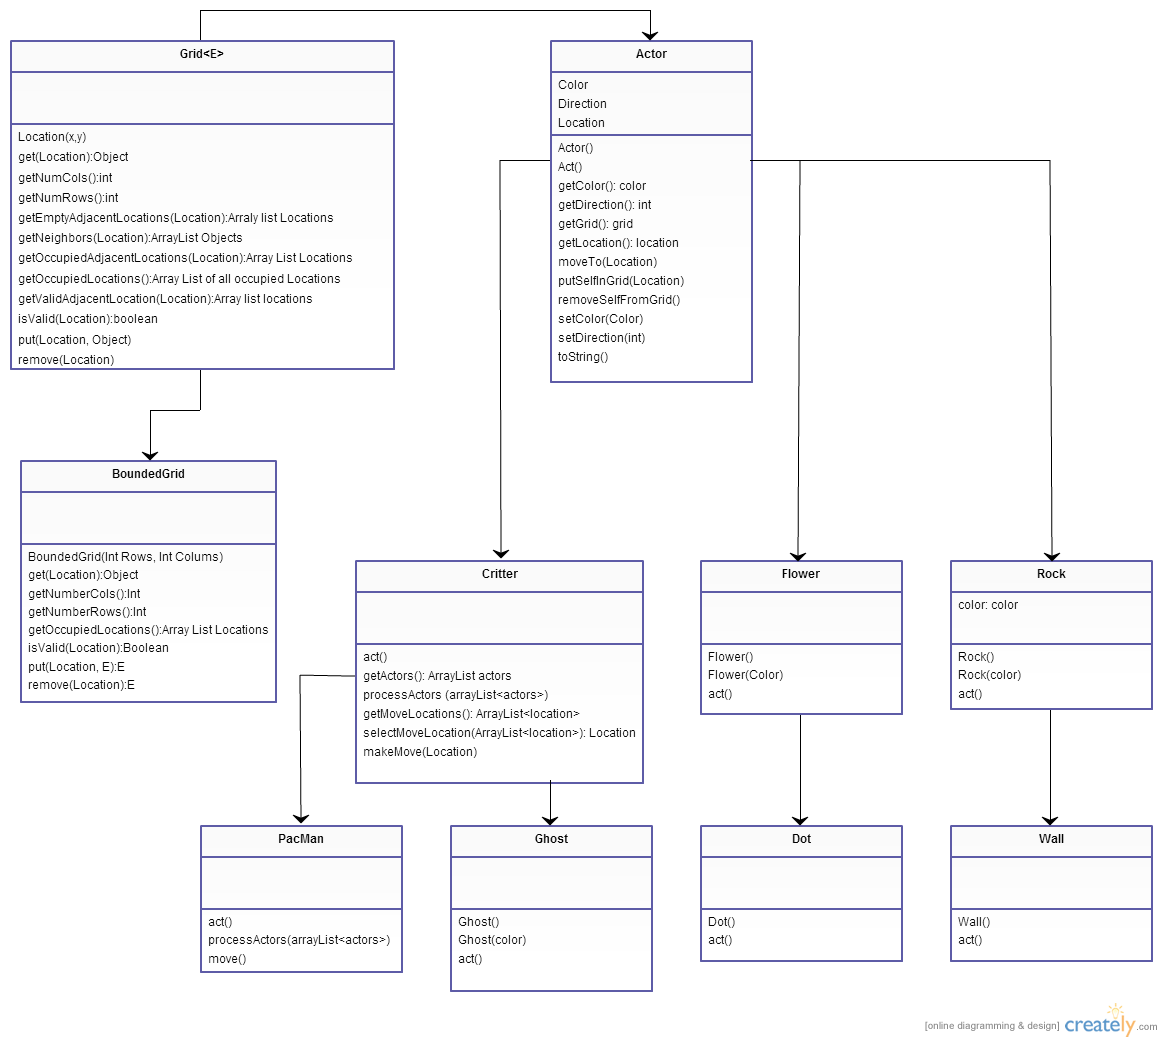 Grid<E>
Location(x,y)
get(Location):Object
getNumCols():int
getNumRows():int
getEmptyAdjacentLocations(Location):Arraly list Locations
getNeighbors(Location):ArrayList Objects
getOccupiedAdjacentLocations(Location):Array List Locations
getOccupiedLocations():Array List of all occupied Locations
getValidAdjacentLocation(Location):Array list locations
isValid(Location):boolean
put(Location, Object)
remove(Location)
Actor
Color
Direction
Location
Actor()
Act()
getColor(): color
getDirection(): int
getGrid(): grid
getLocation(): location
moveTo(Location)
putSelfInGrid(Location)
removeSelfFromGrid()
setColor(Color)
setDirection(int)
toString()
BoundedGrid
BoundedGrid(Int Rows, Int Colums)
get(Location):Object
getNumberCols():Int
getNumberRows():Int
getOccupiedLocations():Array List Locations
isValid(Location):Boolean
put(Location, E):E
remove(Location):E
Critter
act()
getActors(): ArrayList actors
processActors (arrayList<actors>)
getMoveLocations(): ArrayList<location>
selectMoveLocation(ArrayList<location>): Location
makeMove(Location)
Flower
Flower()
Flower(Color)
act()
Rock
color: color
Rock()
Rock(color)
act()
PacMan
act()
processActors(arrayList<actors>)
move()
Ghost
Ghost()
Ghost(color)
act()
Dot
Dot()
act()
Wall
Wall()
act()
[online diagramming & design] creately.com